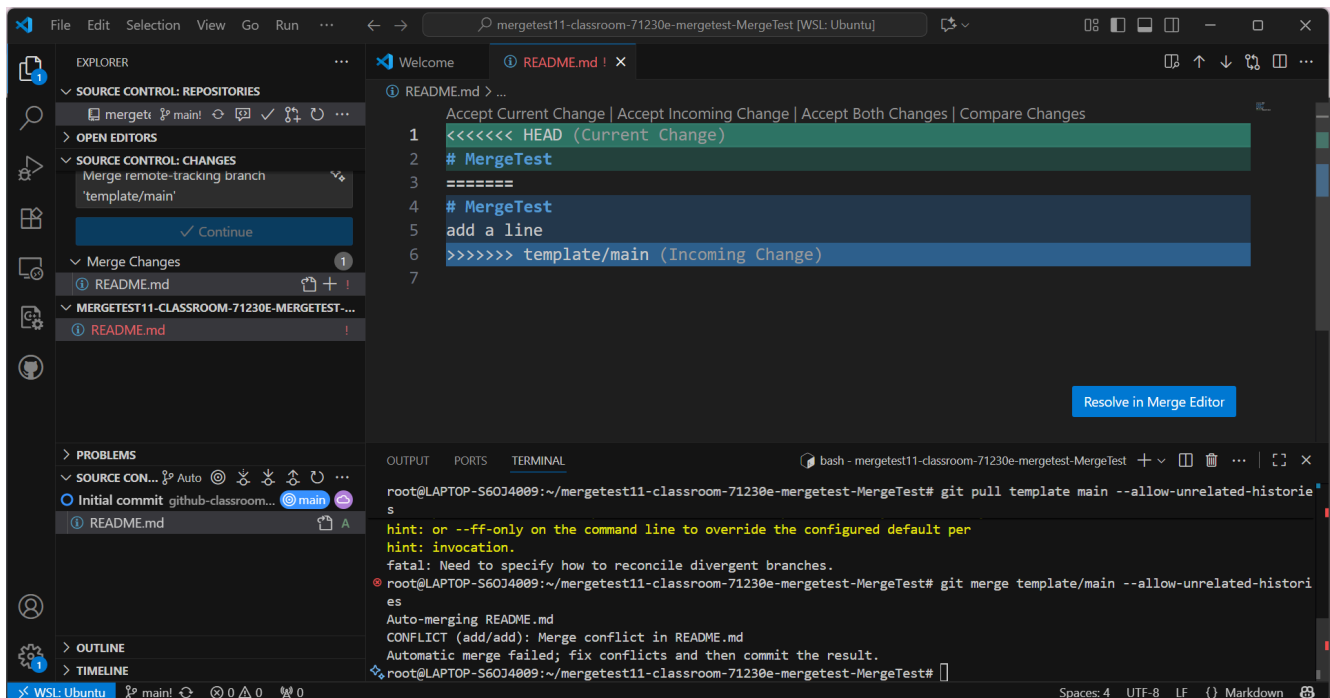 File Edit Selection View Go Run ··· mergetest11-classroom-71230e-mergetest-MergeTest [WSL: Ubuntu]
EXPLORER ···
SOURCE CONTROL: REPOSITORIES
mergete main! ···
OPEN EDITORS
SOURCE CONTROL: CHANGES
Merge remote-tracking branch
'template/main'
Continue
Merge Changes 1
README.md !
MERGETEST11-CLASSROOM-71230E-MERGETEST-...
README.md !
PROBLEMS
SOURCE CON... Auto ···
Initial commit github-classroom... main
README.md A
OUTLINE
TIMELINE
Welcome README.md !
README.md > ...
Accept Current Change | Accept Incoming Change | Accept Both Changes | Compare Changes
1 <<<<<<< HEAD (Current Change)
2 # MergeTest
3 =======
4 # MergeTest
5 add a line
6 >>>>>>> template/main (Incoming Change)
7
Resolve in Merge Editor
OUTPUT PORTS TERMINAL bash - mergetest11-classroom-71230e-mergetest-MergeTest ···
root@LAPTOP-S6OJ4009:~/mergetest11-classroom-71230e-mergetest-MergeTest# git pull template main --allow-unrelated-historie
s
hint: or --ff-only on the command line to override the configured default per
hint: invocation.
fatal: Need to specify how to reconcile divergent branches.
root@LAPTOP-S6OJ4009:~/mergetest11-classroom-71230e-mergetest-MergeTest# git merge template/main --allow-unrelated-histori
es
Auto-merging README.md
CONFLICT (add/add): Merge conflict in README.md
Automatic merge failed; fix conflicts and then commit the result.
root@LAPTOP-S6OJ4009:~/mergetest11-classroom-71230e-mergetest-MergeTest#
1
1
WSL: Ubuntu main! 0 0 0 Spaces: 4 UTF-8 LF {} Markdown